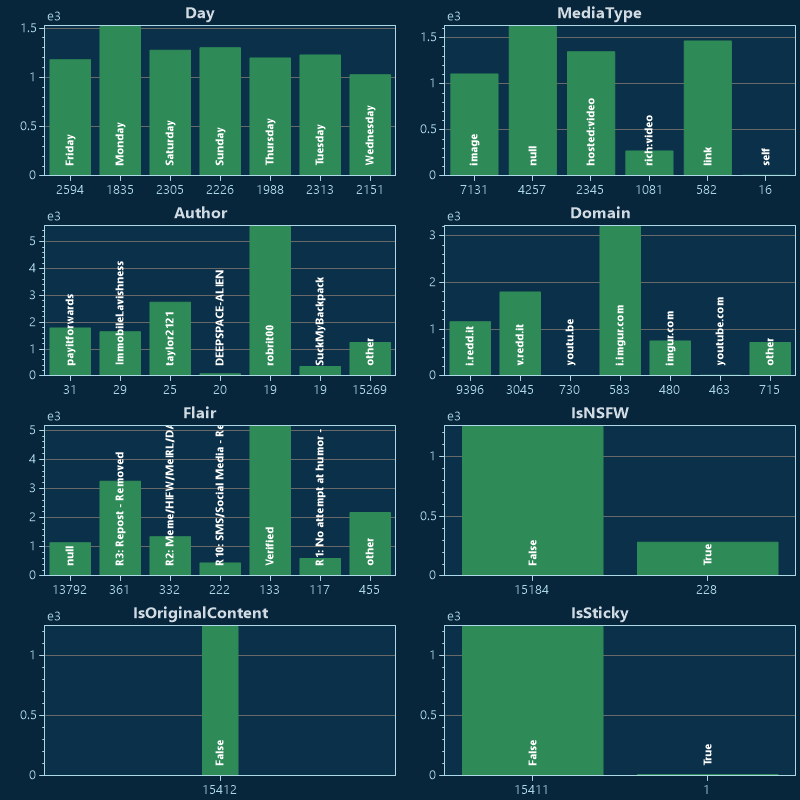 Day
e3
1.5
1
0.5
0
Friday
Monday
Saturday
Sunday
Thursday
Tuesday
Wednesday
2594 1835 2305 2226 1988 2313 2151
MediaType
e3
1.5
1
0.5
0
image
null
hosted:video
rich:video
link
self
7131 4257 2345 1081 582 16
Author
e3
5
4
3
2
1
0
payitforwards
ImmobileLavishness
taylor2121
DEEPSPACE-ALIEN
robrit00
SuckMyBackpack
other
31 29 25 20 19 19 15269
Domain
e3
3
2
1
0
i.redd.it
v.redd.it
youtu.be
i.imgur.com
imgur.com
youtube.com
other
9396 3045 730 583 480 463 715
Flair
e3
5
4
3
2
1
0
null
R3: Repost - Removed
R2: Meme/HIFW/MeIRL/DA
R10: SMS/Social Media - Re
Verified
R1: No attempt at humor -
other
13792 361 332 222 133 117 455
IsNSFW
e3
1
0.5
0
False
True
15184 228
IsOriginalContent
e3
1
0.5
0
False
15412
IsSticky
e3
1
0.5
0
False
True
15411 1